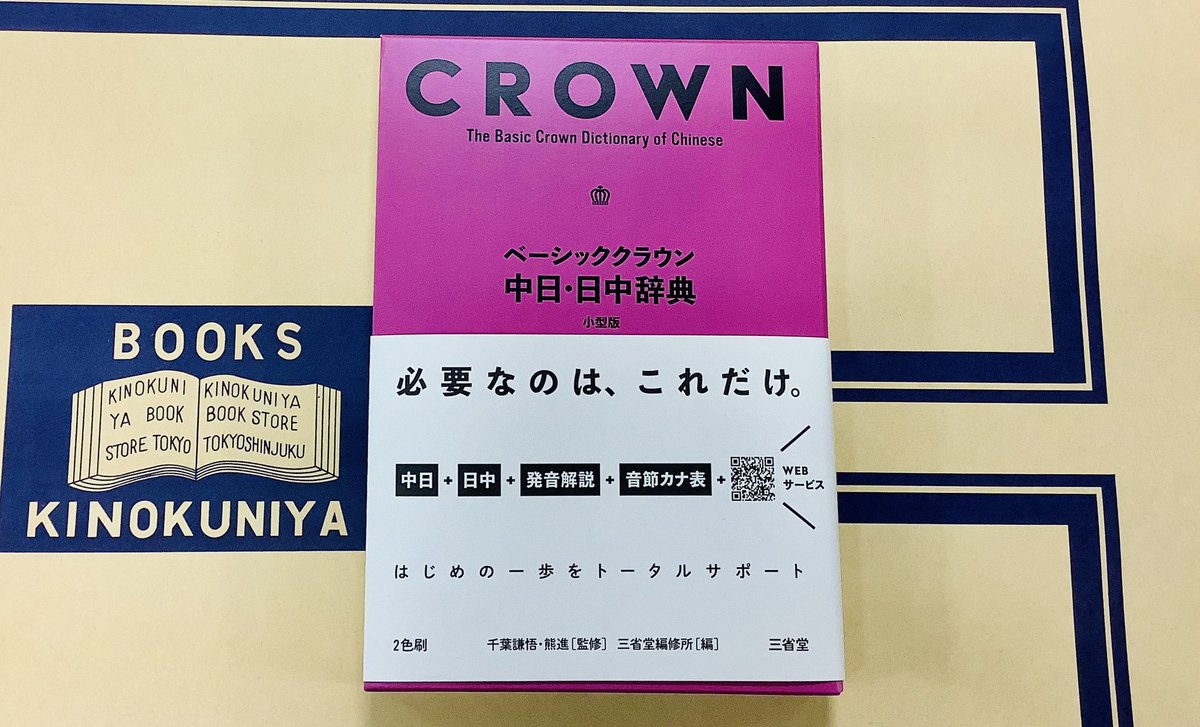 CROWN
The Basic Crown Dictionary of Chinese
ベーシッククラウン
中日・日中辞典
小型版
必要なのは、これだけ。
中日+日中+発音解説+音節カナ表+
WEB
サービス
はじめの一歩をトータルサポート
2色刷 千葉謙悟・熊進[監修] 三省堂編修所[編] 三省堂
BOOKS
KINOKUNI
YA BOOK
STORE TOKYO
KINOKUNIYA
BOOK STORE
TOKYOSHINJUKU
KINOKUNIYA